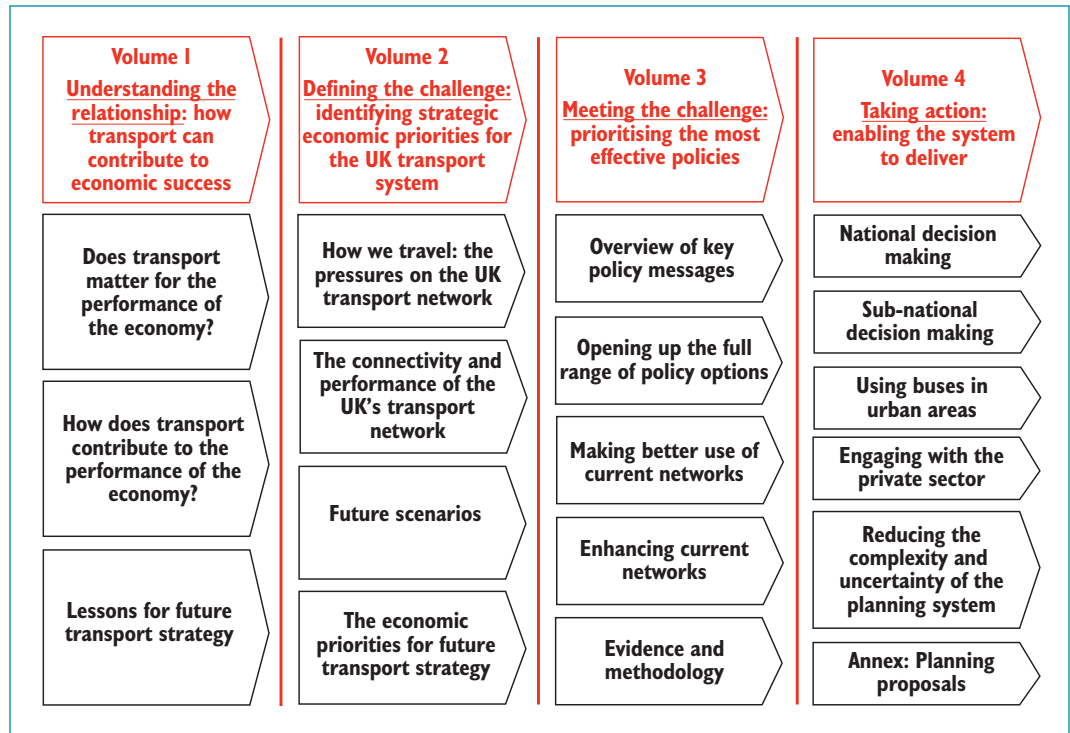 Volume 1
Understanding the
relationship: how
transport can
contribute to
economic success
Does transport
matter for the
performance of
the economy?
How does transport
contribute to the
performance of the
economy?
Lessons for future
transport strategy
Volume 2
Defining the challenge:
identifying strategic
economic priorities for
the UK transport
system
How we travel: the
pressures on the UK
transport network
The connectivity and
performance of the
UK's transport
network
Future scenarios
The economic
priorities for future
transport strategy
Volume 3
Meeting the challenge:
prioritising the most
effective policies
Overview of key
policy messages
Opening up the full
range of policy options
Making better use of
current networks
Enhancing current
networks
Evidence and
methodology
Volume 4
Taking action:
enabling the system
to deliver
National decision
making
Sub-national
decision making
Using buses in
urban areas
Engaging with the
private sector
Reducing the
complexity and
uncertainty of the
planning system
Annex: Planning
proposals